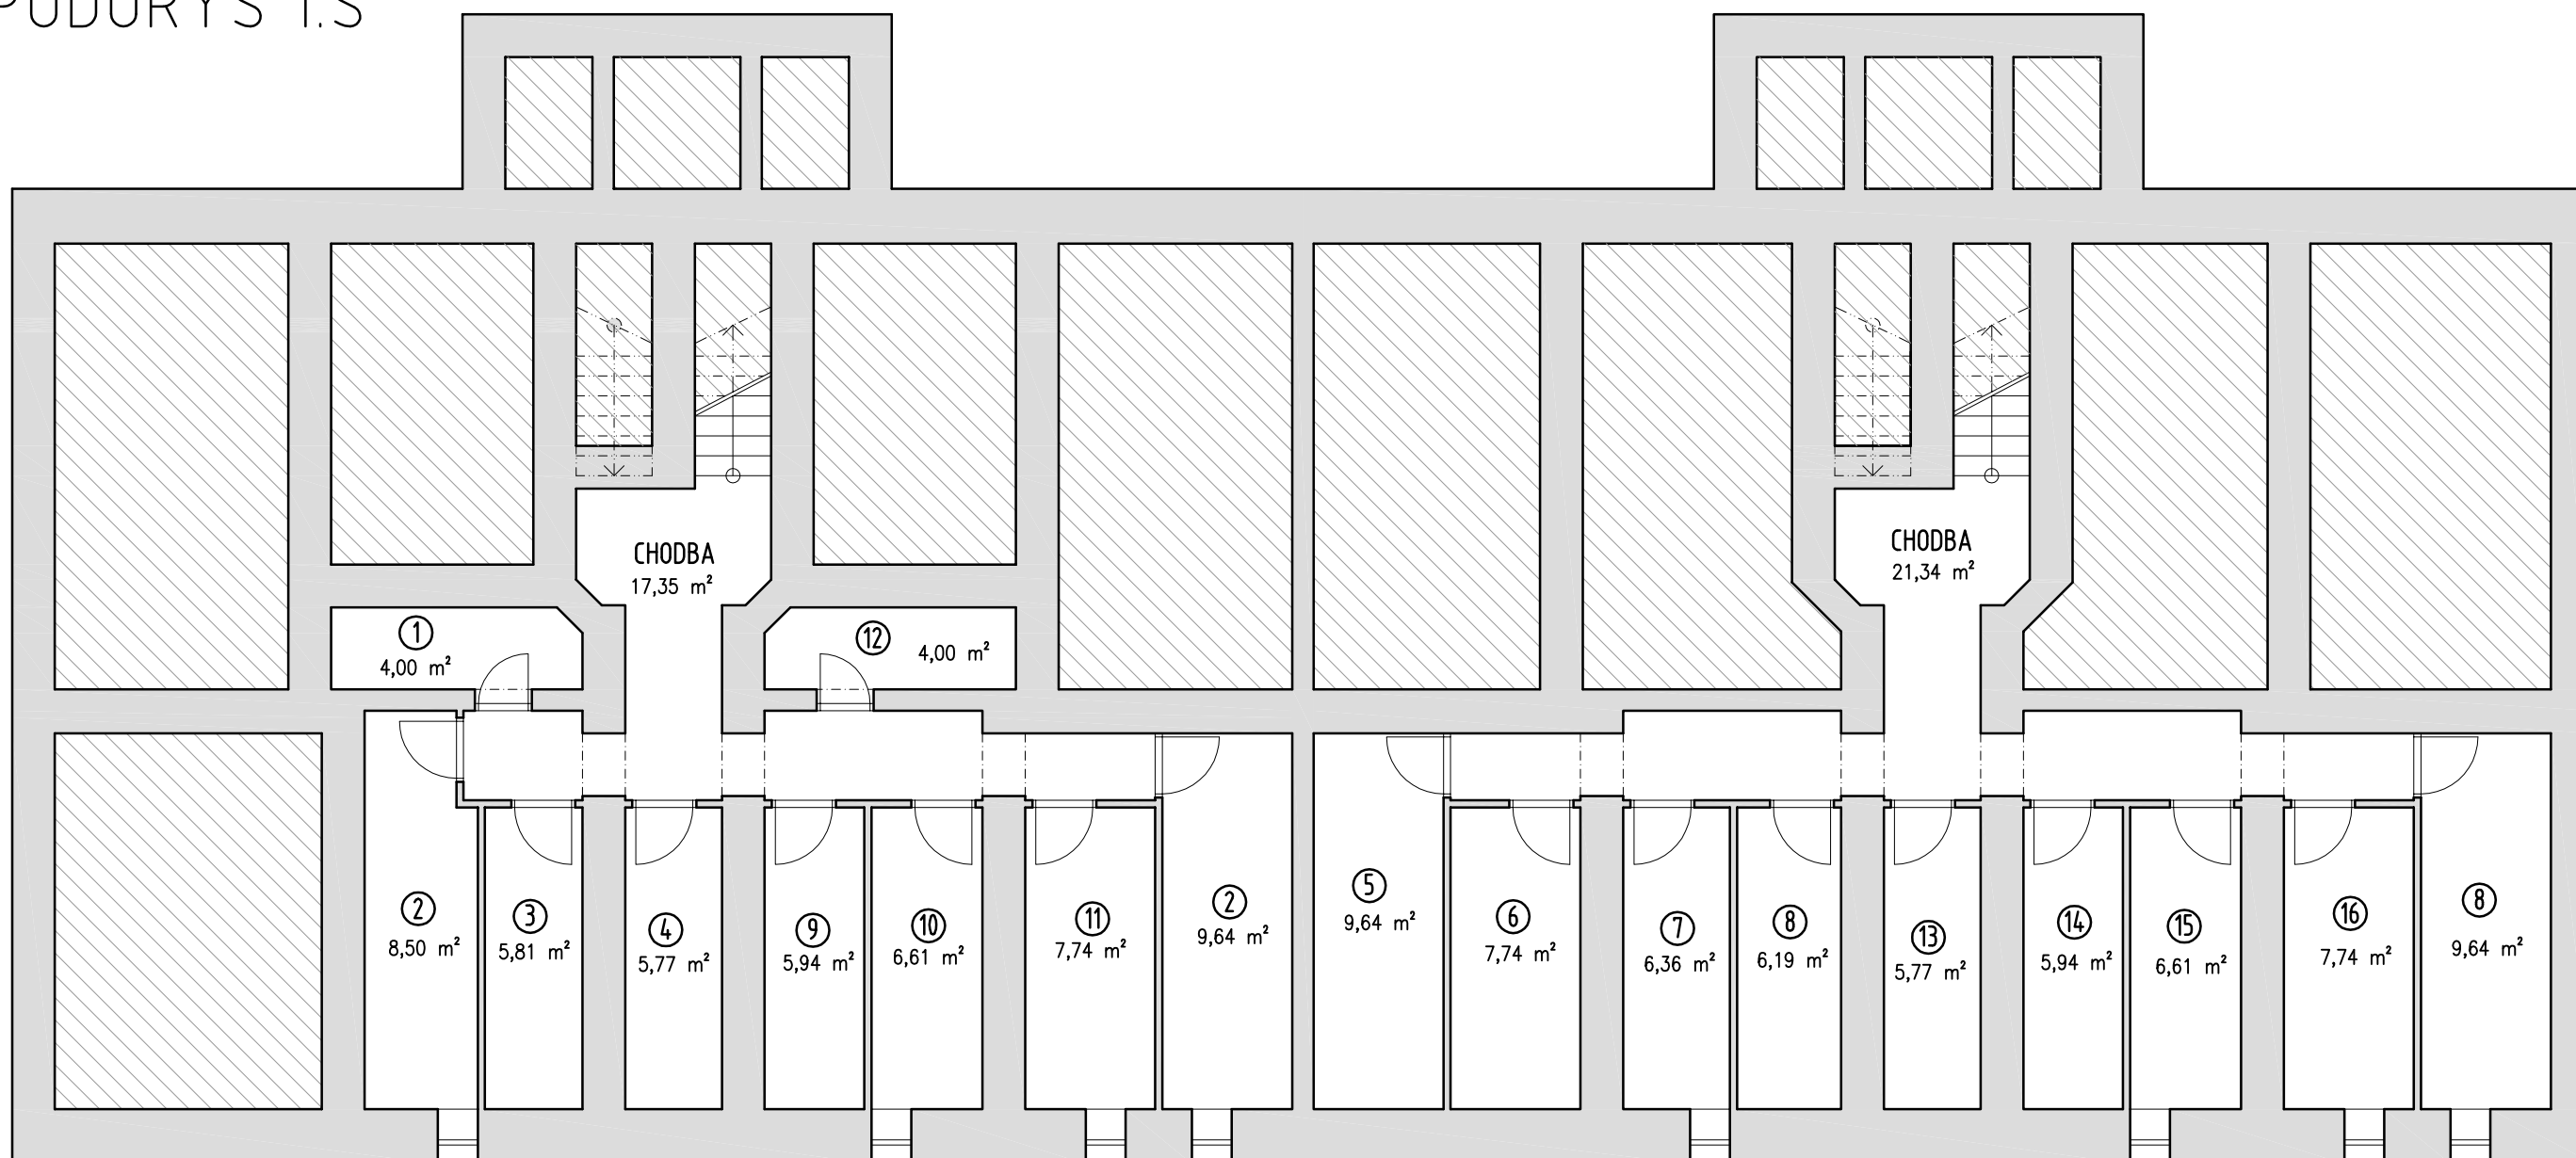 PŮDORYS 1.S
CHODBA
17,35 m²
CHODBA
21,34 m²
1
4,00 m²
12
4,00 m²
2
8,50 m²
3
5,81 m²
4
5,77 m²
9
5,94 m²
10
6,61 m²
11
7,74 m²
2
9,64 m²
5
9,64 m²
6
7,74 m²
7
6,36 m²
8
6,19 m²
13
5,77 m²
14
5,94 m²
15
6,61 m²
16
7,74 m²
8
9,64 m²